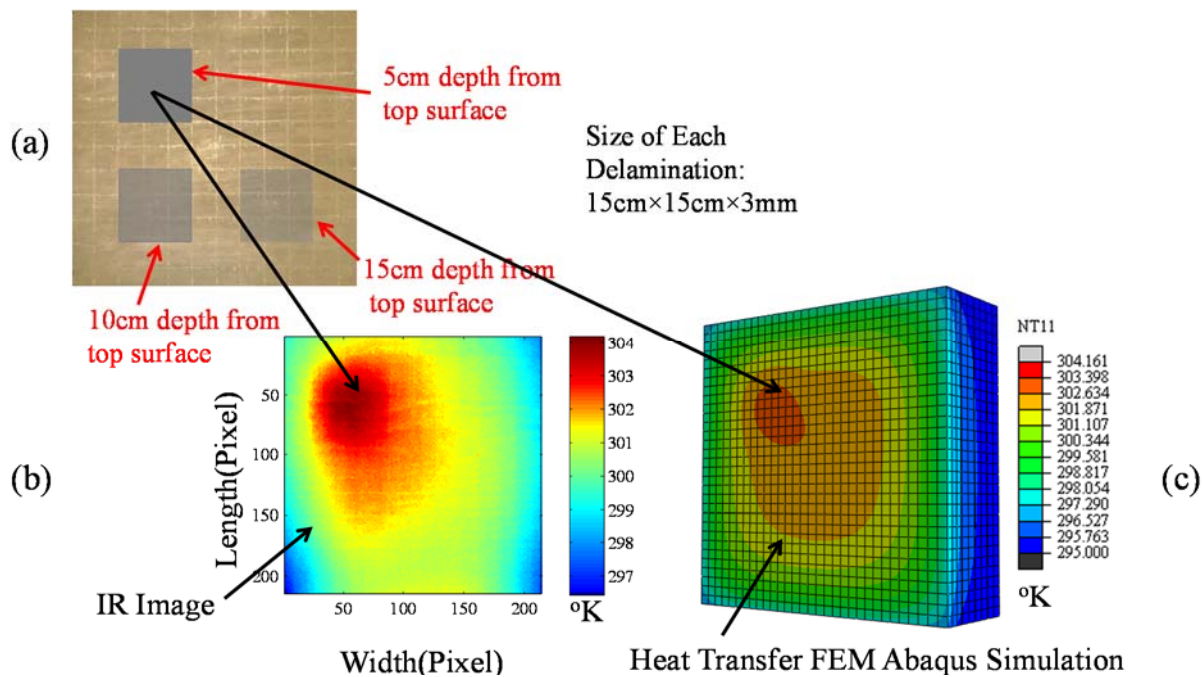 (a)
5cm depth from
top surface
Size of Each
Delamination:
15cm×15cm×3mm
15cm depth from
top surface
10cm depth from
top surface
(b)
Length(Pixel)
50
100
150
200
50
100
150
200
Width(Pixel)
304
303
302
301
300
299
298
297
ºK
IR Image
(c)
NT11
304.161
303.398
302.634
301.871
301.107
300.344
299.581
298.817
298.054
297.290
296.527
295.763
295.000
ºK
Heat Transfer FEM Abaqus Simulation